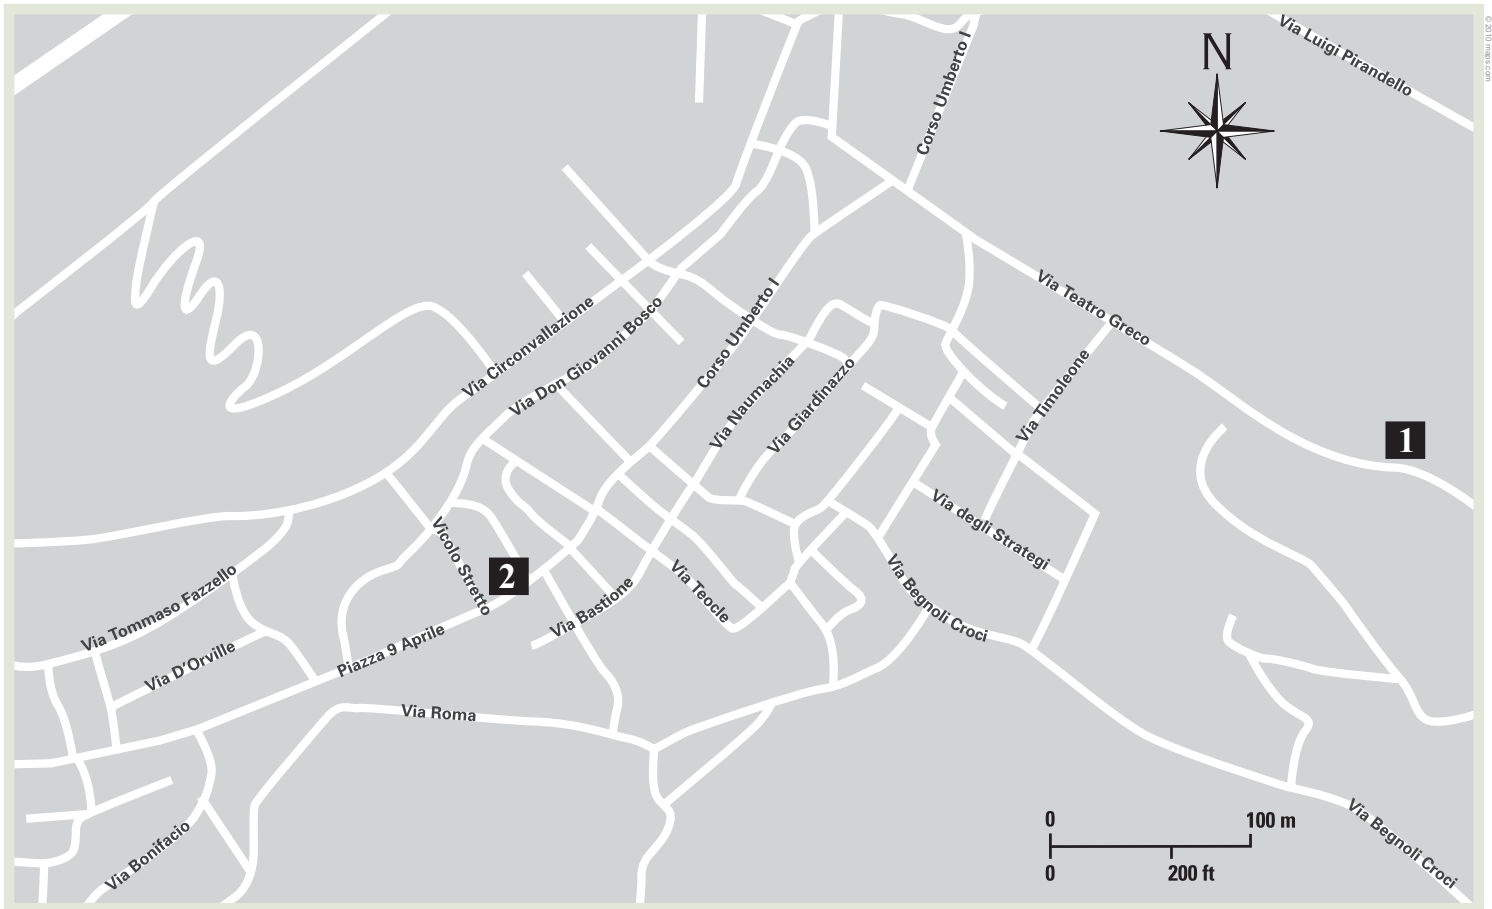 © 2010 maps.com
Via Luigi Pirandello
N
Corso Umberto I
Via Teatro Greco
Corso Umberto I
Via Circonvallazione
Via Don Giovanni Bosco
Via Naumachia
Via Giardinazzo
Via Timoleone
1
Via degli Strategi
Vicolo Stretto
2
Via Tommaso Fazzello
Via Bastione
Via Teocle
Via Begnoli Croci
Piazza 9 Aprile
Via D’Orville
Via Roma
0 100 m
0 200 ft
Via Bonifacio
Via Begnoli Croci